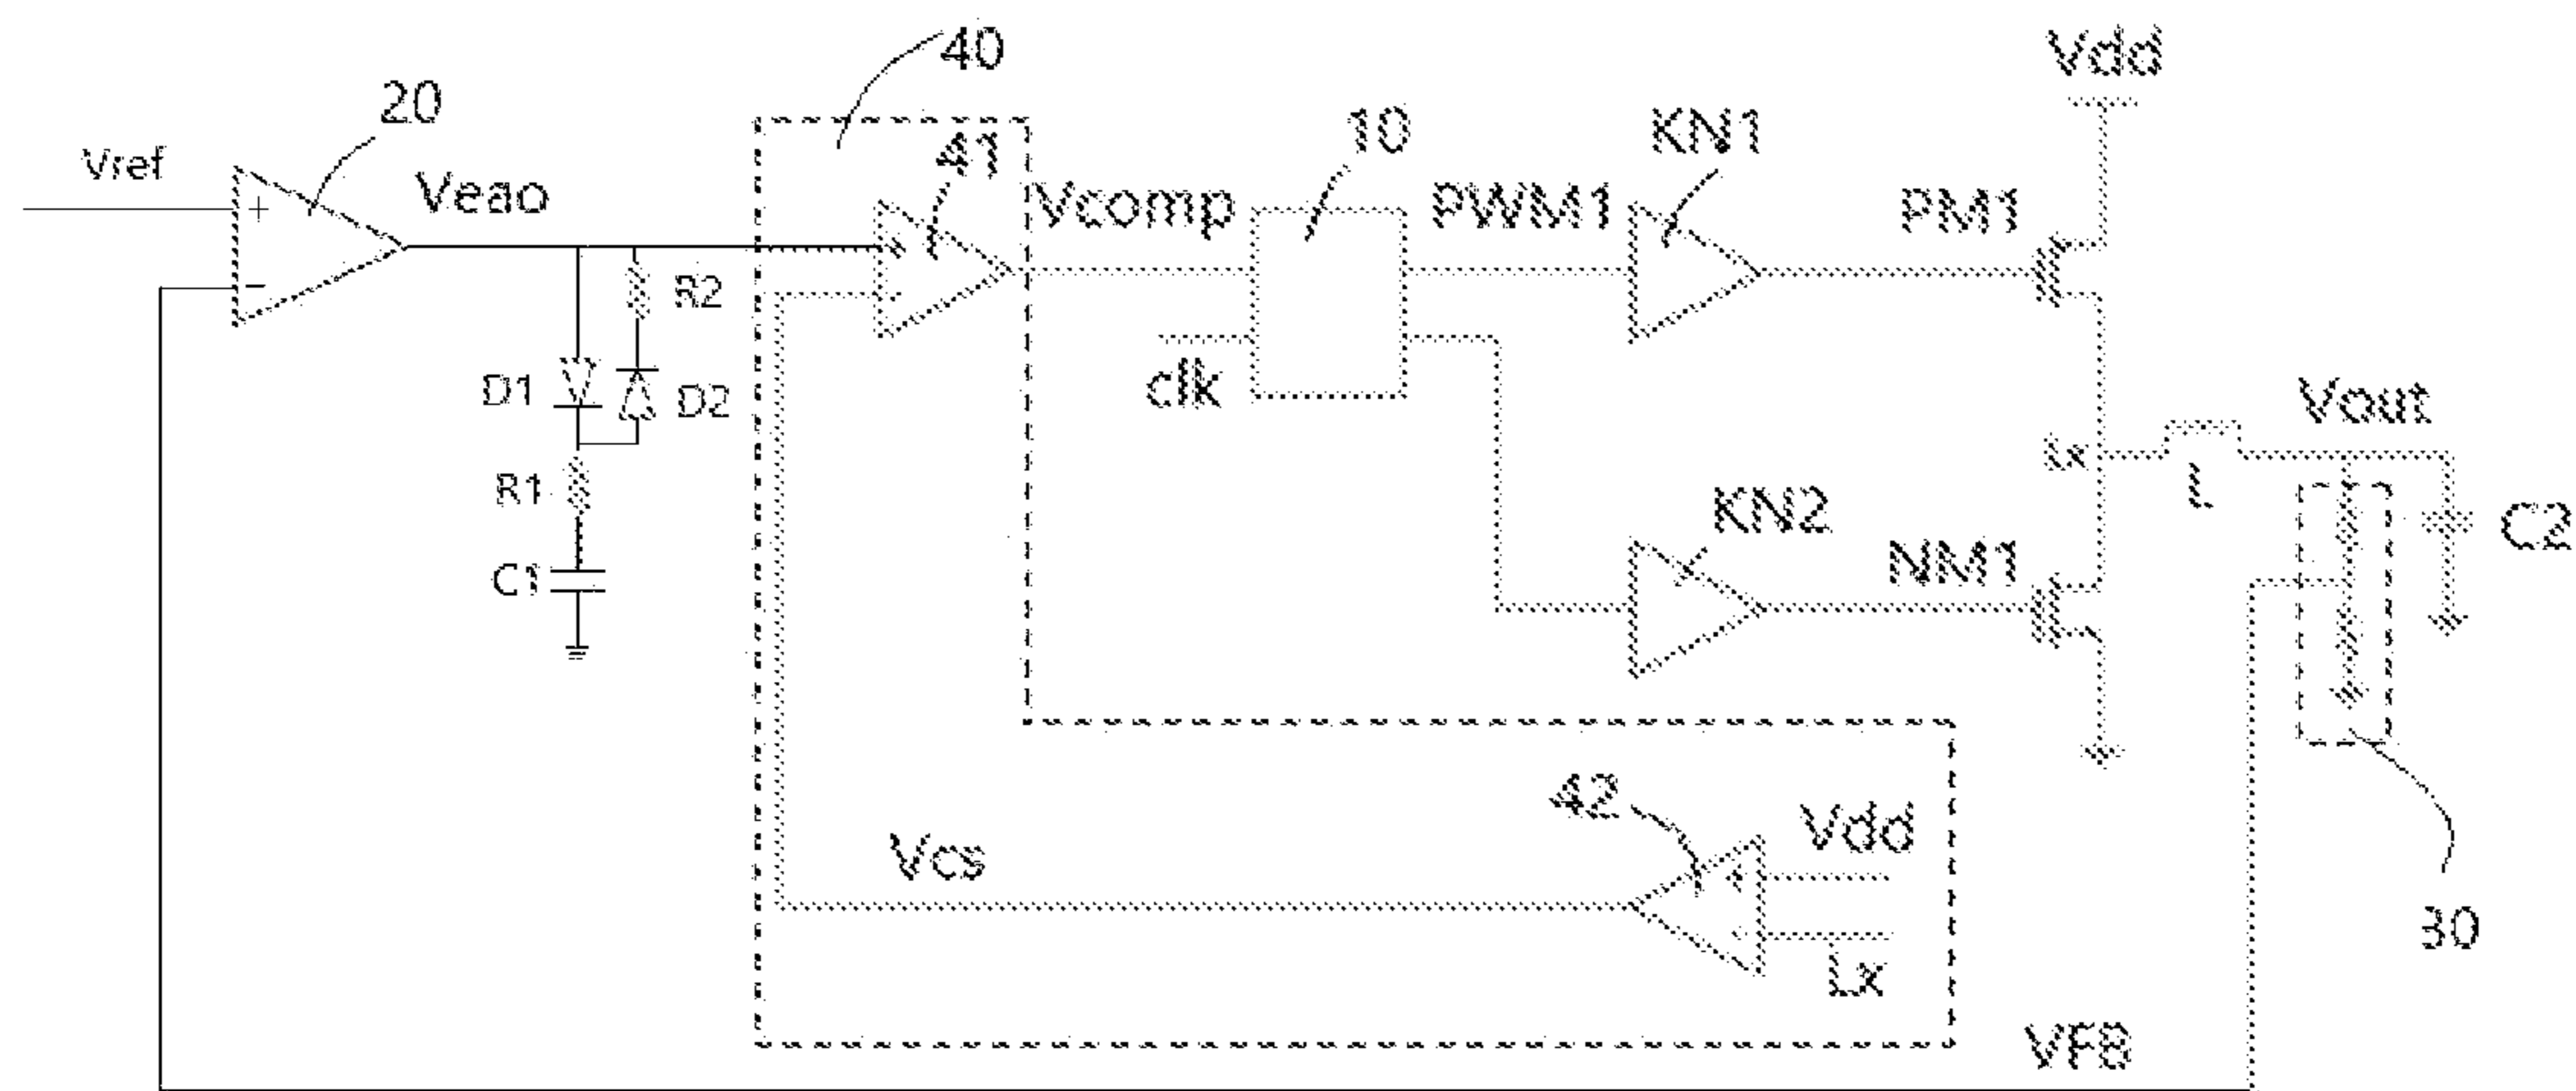 40
Vdd
20
10
KN1
41
Vref
Veao
Vcomp
PWM1
PM1
+
−
R2
clk
D1
D2
Vout
Lx
L
R1
KN2
C2
C1
NM1
42
Vdd
Vcs
30
Lx
VFB